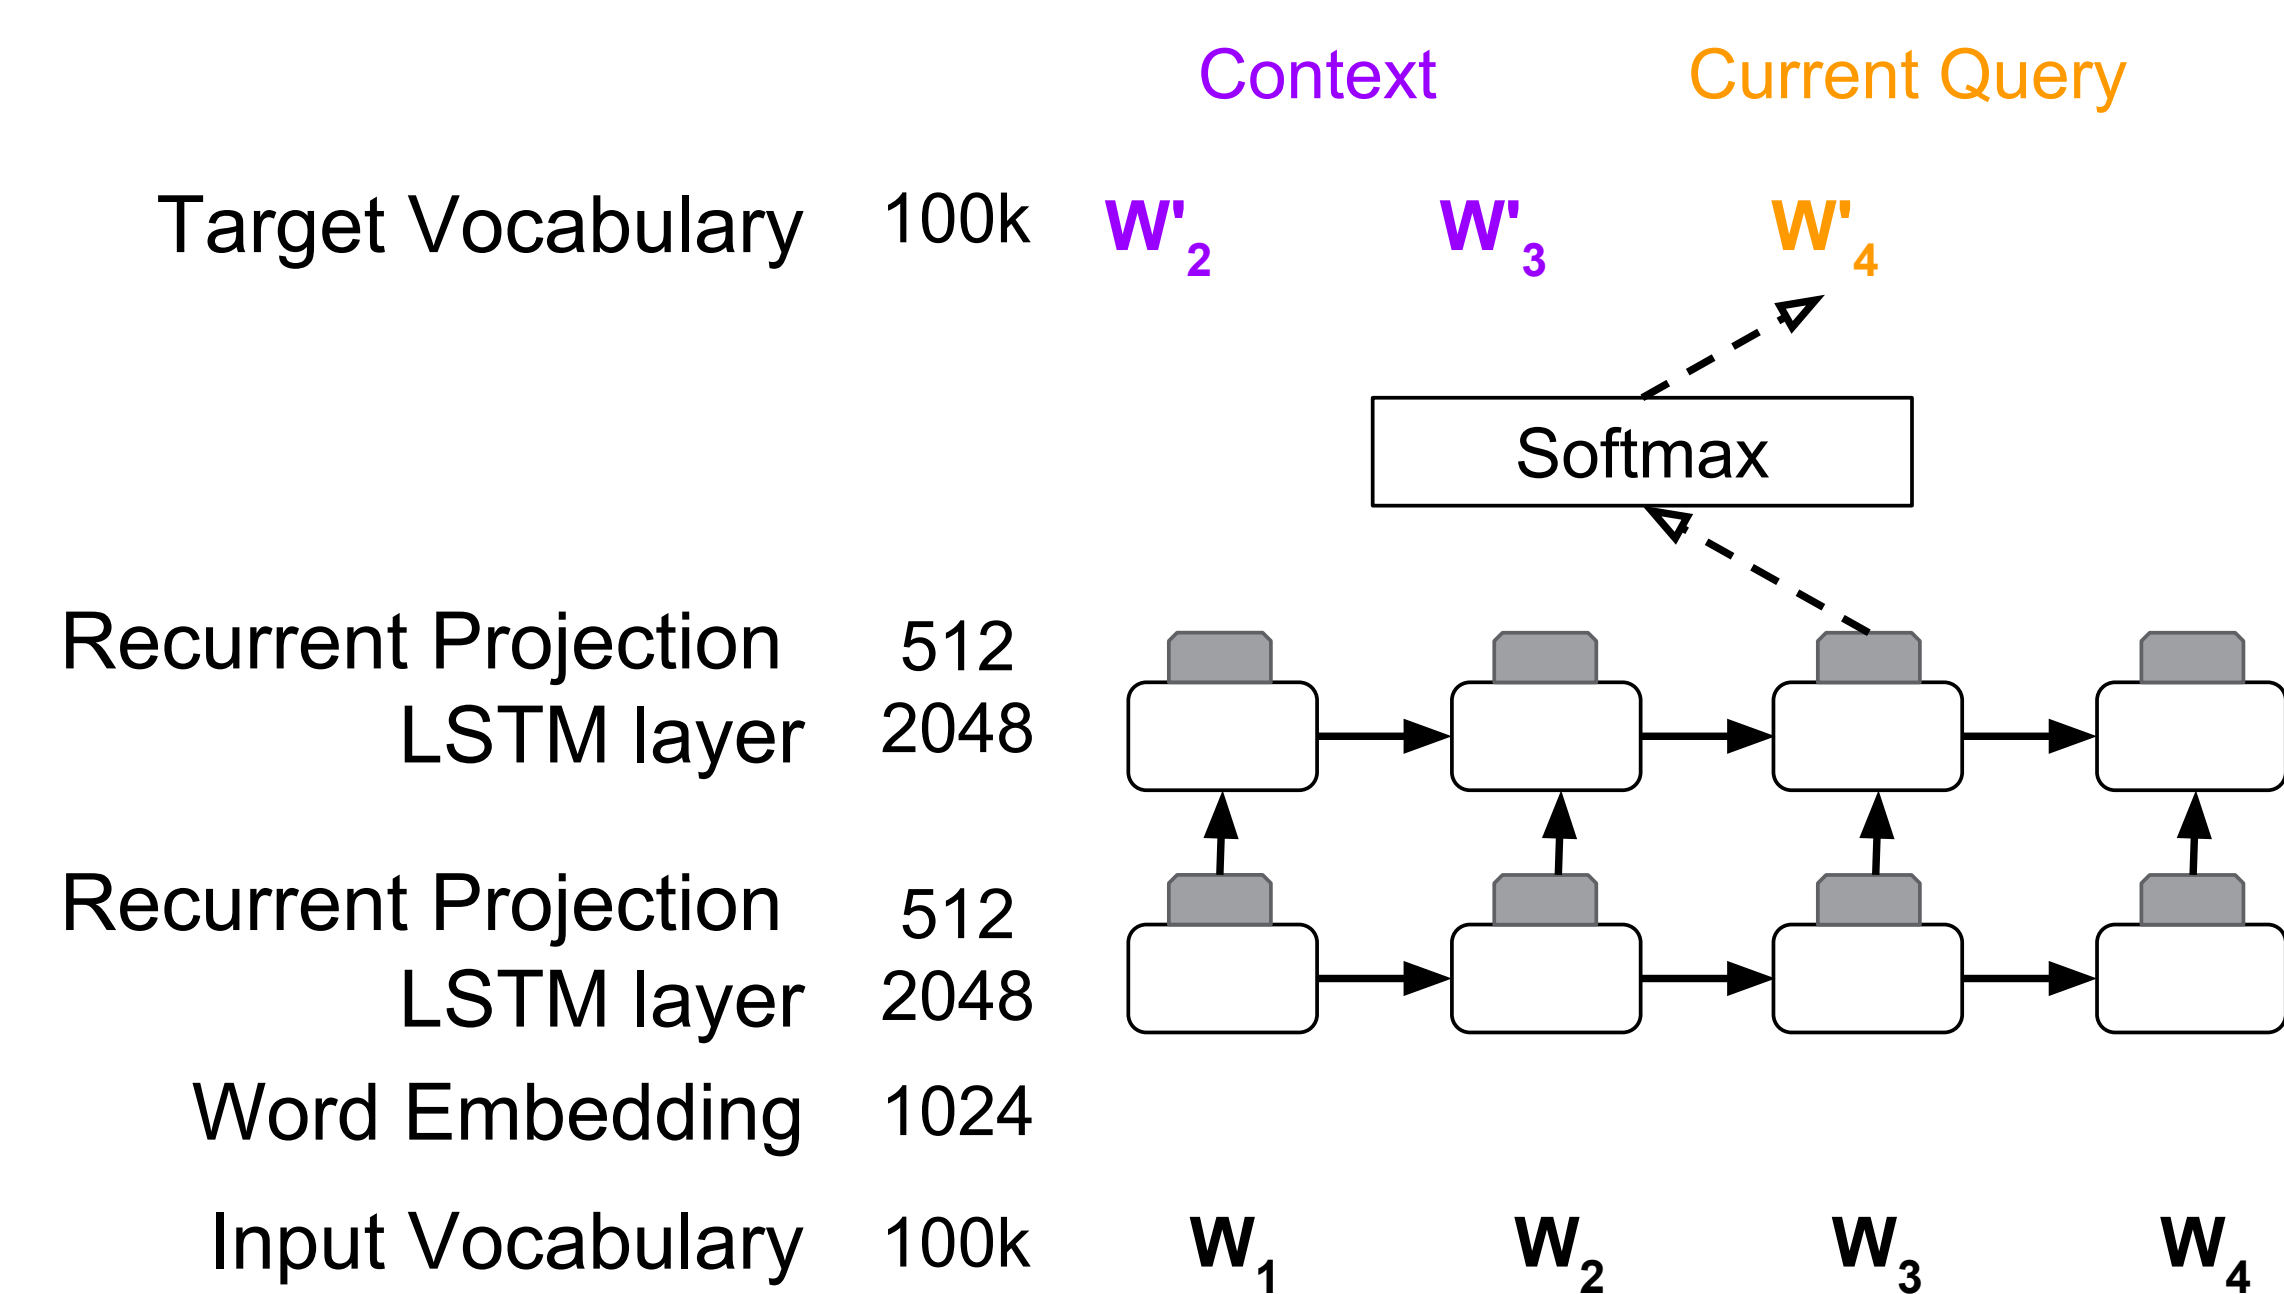 Context Current Query
Target Vocabulary 100k W'2 W'3 W'4
Softmax
Recurrent Projection 512
LSTM layer 2048
Recurrent Projection 512
LSTM layer 2048
Word Embedding 1024
Input Vocabulary 100k W1 W2 W3 W4